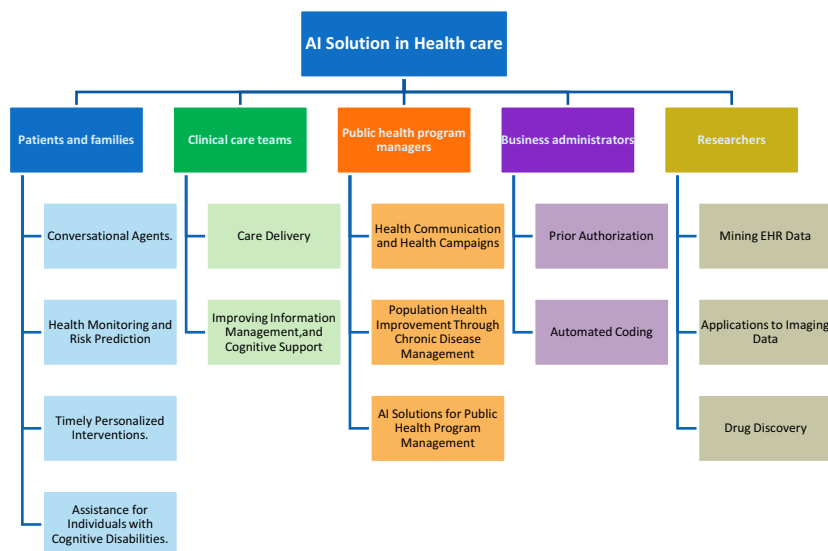 AI Solution in Health care
Patients and families
Clinical care teams
Public health program
managers
Business administrators
Researchers
Conversational Agents.
Health Monitoring and
Risk Prediction
Timely Personalized
Interventions.
Assistance for
Individuals with
Cognitive Disabilities.
Care Delivery
Improving Information
Management,and
Cognitive Support
Health Communication
and Health Campaigns
Population Health
Improvement Through
Chronic Disease
Management
AI Solutions for Public
Health Program
Management
Prior Authorization
Automated Coding
Mining EHR Data
Applications to Imaging
Data
Drug Discovery